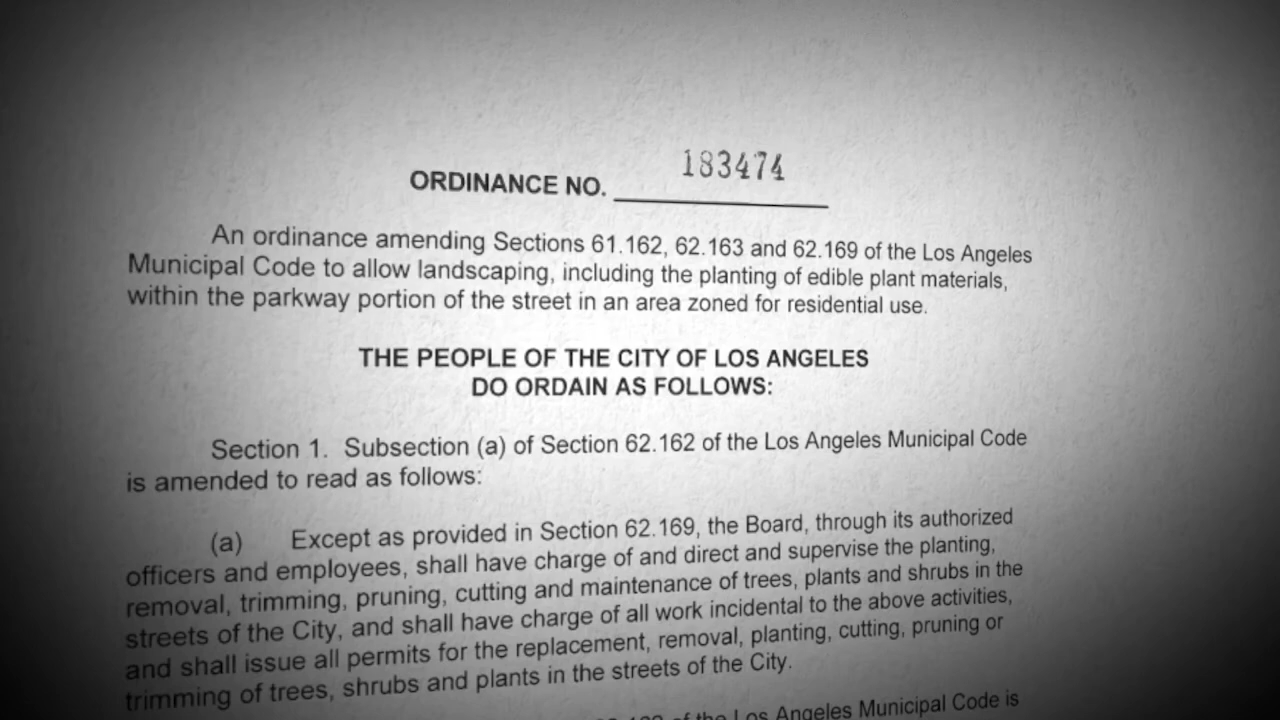 183474
ORDINANCE NO.
An ordinance amending Sections 61.162, 62.163 and 62.169 of the Los Angeles
Municipal Code to allow landscaping, including the planting of edible plant materials,
within the parkway portion of the street in an area zoned for residential use.
THE PEOPLE OF THE CITY OF LOS ANGELES
DO ORDAIN AS FOLLOWS:
Section 1. Subsection (a) of Section 62.162 of the Los Angeles Municipal Code
is amended to read as follows:
(a) Except as provided in Section 62.169, the Board, through its authorized
officers and employees, shall have charge of and direct and supervise the planting,
removal, trimming, pruning, cutting and maintenance of trees, plants and shrubs in the
streets of the City, and shall have charge of all work incidental to the above activities,
and shall issue all permits for the replacement, removal, planting, cutting, pruning or
trimming of trees, shrubs and plants in the streets of the City.
of the Los Angeles Municipal Code is